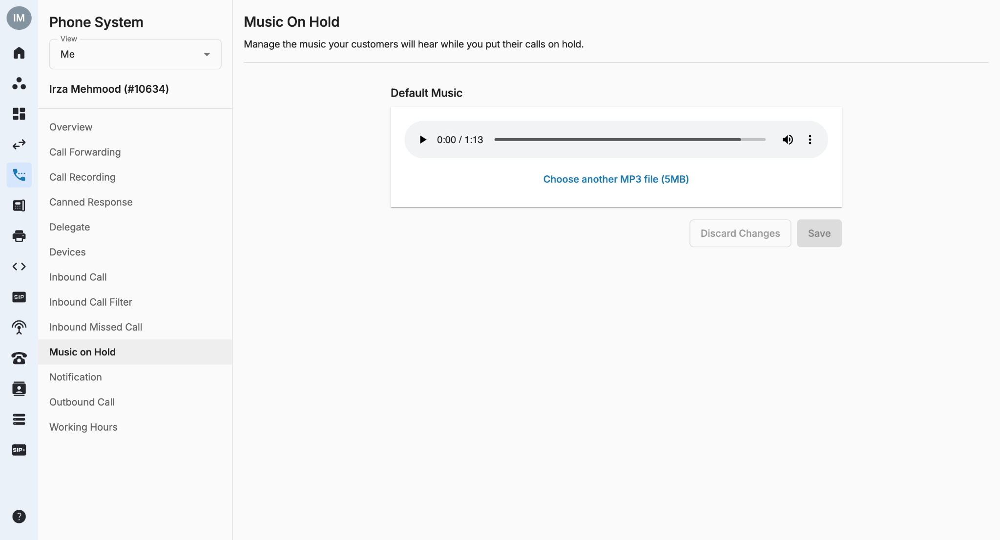 IM
Phone System
View
Me
Irza Mehmood (#10634)
Overview
Call Forwarding
Call Recording
Canned Response
Delegate
Devices
Inbound Call
Inbound Call Filter
Inbound Missed Call
Music on Hold
Notification
Outbound Call
Working Hours
SIP
SIP+
?
Music On Hold
Manage the music your customers will hear while you put their calls on hold.
Default Music
0:00 / 1:13
Choose another MP3 file (5MB)
Discard Changes
Save